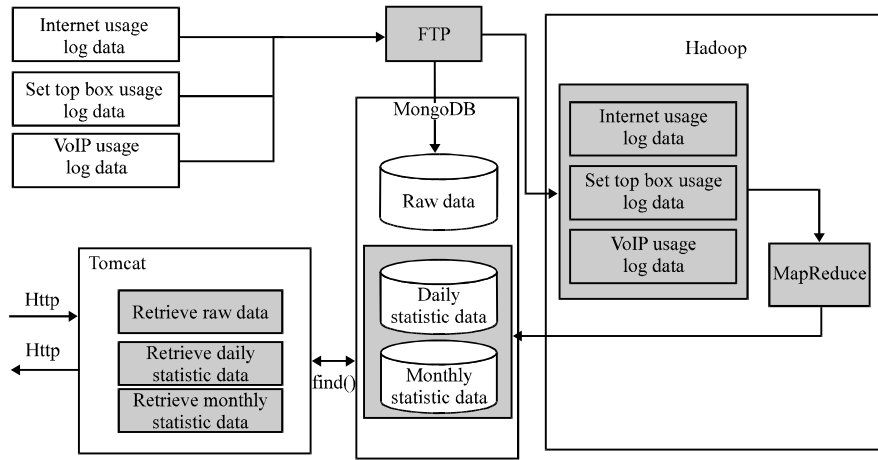 Internet usage
log data
Set top box usage
log data
VoIP usage
log data
FTP
MongoDB
Raw data
Daily
statistic data
Monthly
statistic data
Hadoop
Internet usage
log data
Set top box usage
log data
VoIP usage
log data
MapReduce
Tomcat
Http
Http
Retrieve raw data
Retrieve daily
statistic data
Retrieve monthly
statistic data
find()